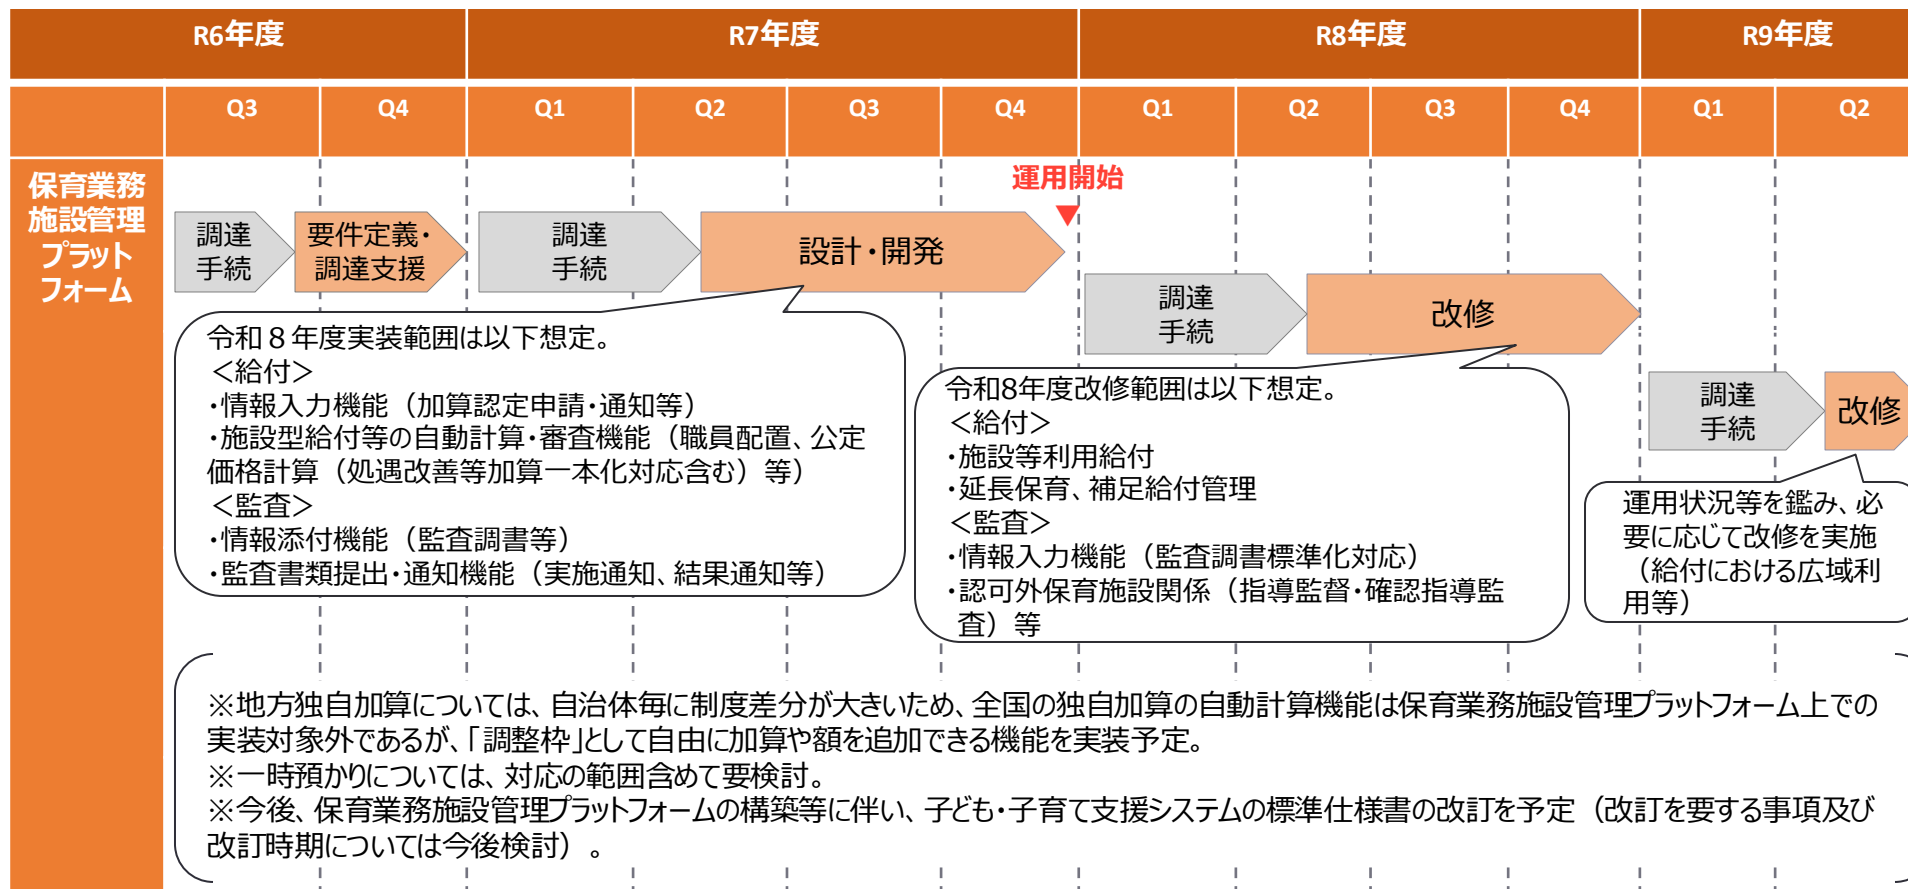 R6年度
R7年度
R8年度
R9年度
Q3
Q4
Q1
Q2
Q3
Q4
Q1
Q2
Q3
Q4
Q1
Q2
保育業務
施設管理
プラット
フォーム
運用開始
調達
手続
要件定義・
調達支援
調達
手続
設計・開発
調達
手続
改修
調達
手続
改修
令和８年度実装範囲は以下想定。
＜給付＞
・情報入力機能（加算認定申請・通知等）
・施設型給付等の自動計算・審査機能（職員配置、公定
価格計算（処遇改善等加算一本化対応含む）等）
＜監査＞
・情報添付機能（監査調書等）
・監査書類提出・通知機能（実施通知、結果通知等）
令和8年度改修範囲は以下想定。
＜給付＞
・施設等利用給付
・延長保育、補足給付管理
＜監査＞
・情報入力機能（監査調書標準化対応）
・認可外保育施設関係（指導監督・確認指導監
査）等
運用状況等を鑑み、必
要に応じて改修を実施
（給付における広域利
用等）
※地方独自加算については、自治体毎に制度差分が大きいため、全国の独自加算の自動計算機能は保育業務施設管理プラットフォーム上での
実装対象外であるが、「調整枠」として自由に加算や額を追加できる機能を実装予定。
※一時預かりについては、対応の範囲含めて要検討。
※今後、保育業務施設管理プラットフォームの構築等に伴い、子ども・子育て支援システムの標準仕様書の改訂を予定（改訂を要する事項及び
改訂時期については今後検討）。